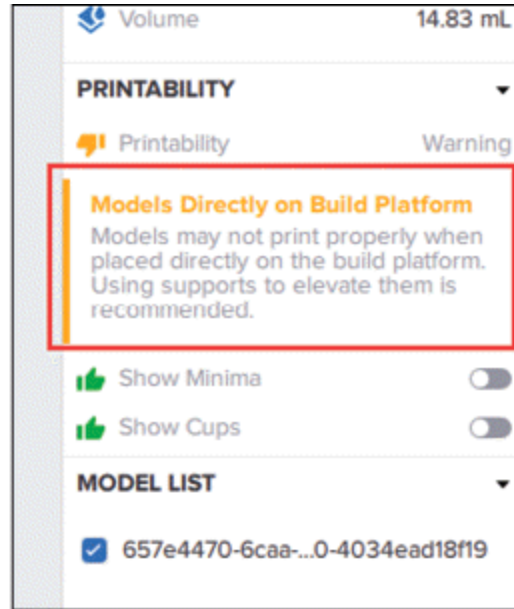 Volume 14.83 mL
PRINTABILITY
Printability Warning
Models Directly on Build Platform
Models may not print properly when
placed directly on the build platform.
Using supports to elevate them is
recommended.
Show Minima
Show Cups
MODEL LIST
657e4470-6caa-...0-4034ead18f19